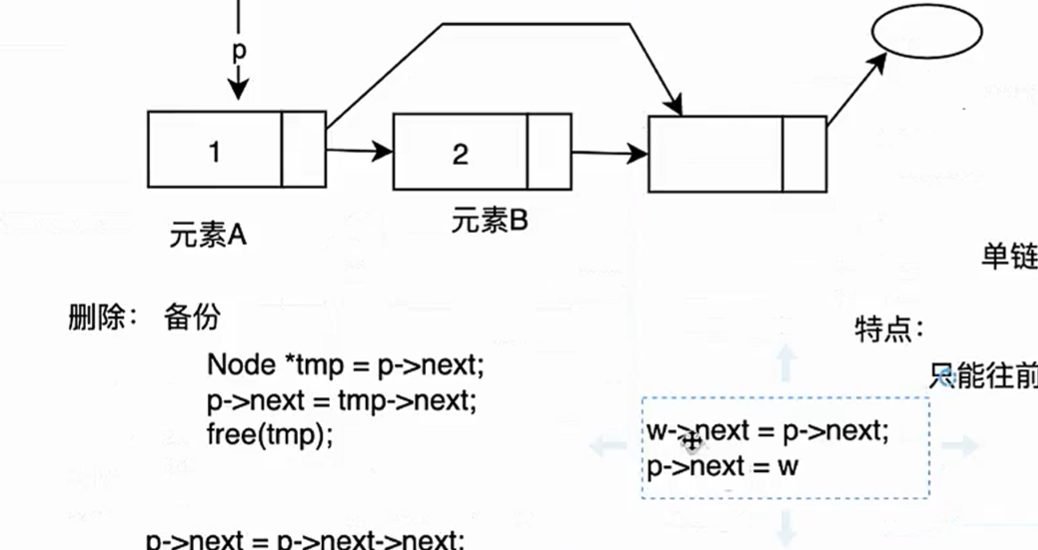 p
1
2
元素A
元素B
单链
删除： 备份
特点：
Node *tmp = p->next;
只能往前
p->next = tmp->next;
free(tmp);
w->next = p->next;
p->next = w
p->next = p->next->next;